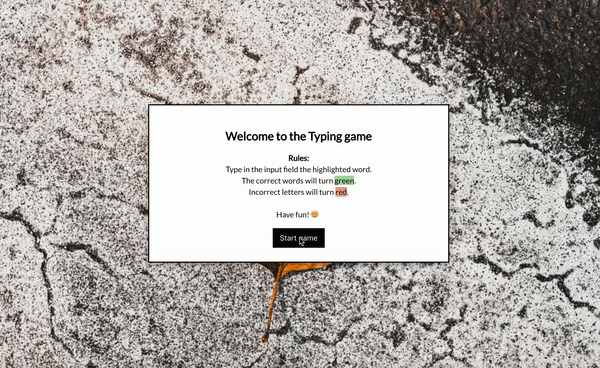 Welcome to the Typing game
Rules:
Type in the input field the highlighted word.
The correct words will turn green.
Incorrect letters will turn red.
Have fun! 😊
Start game